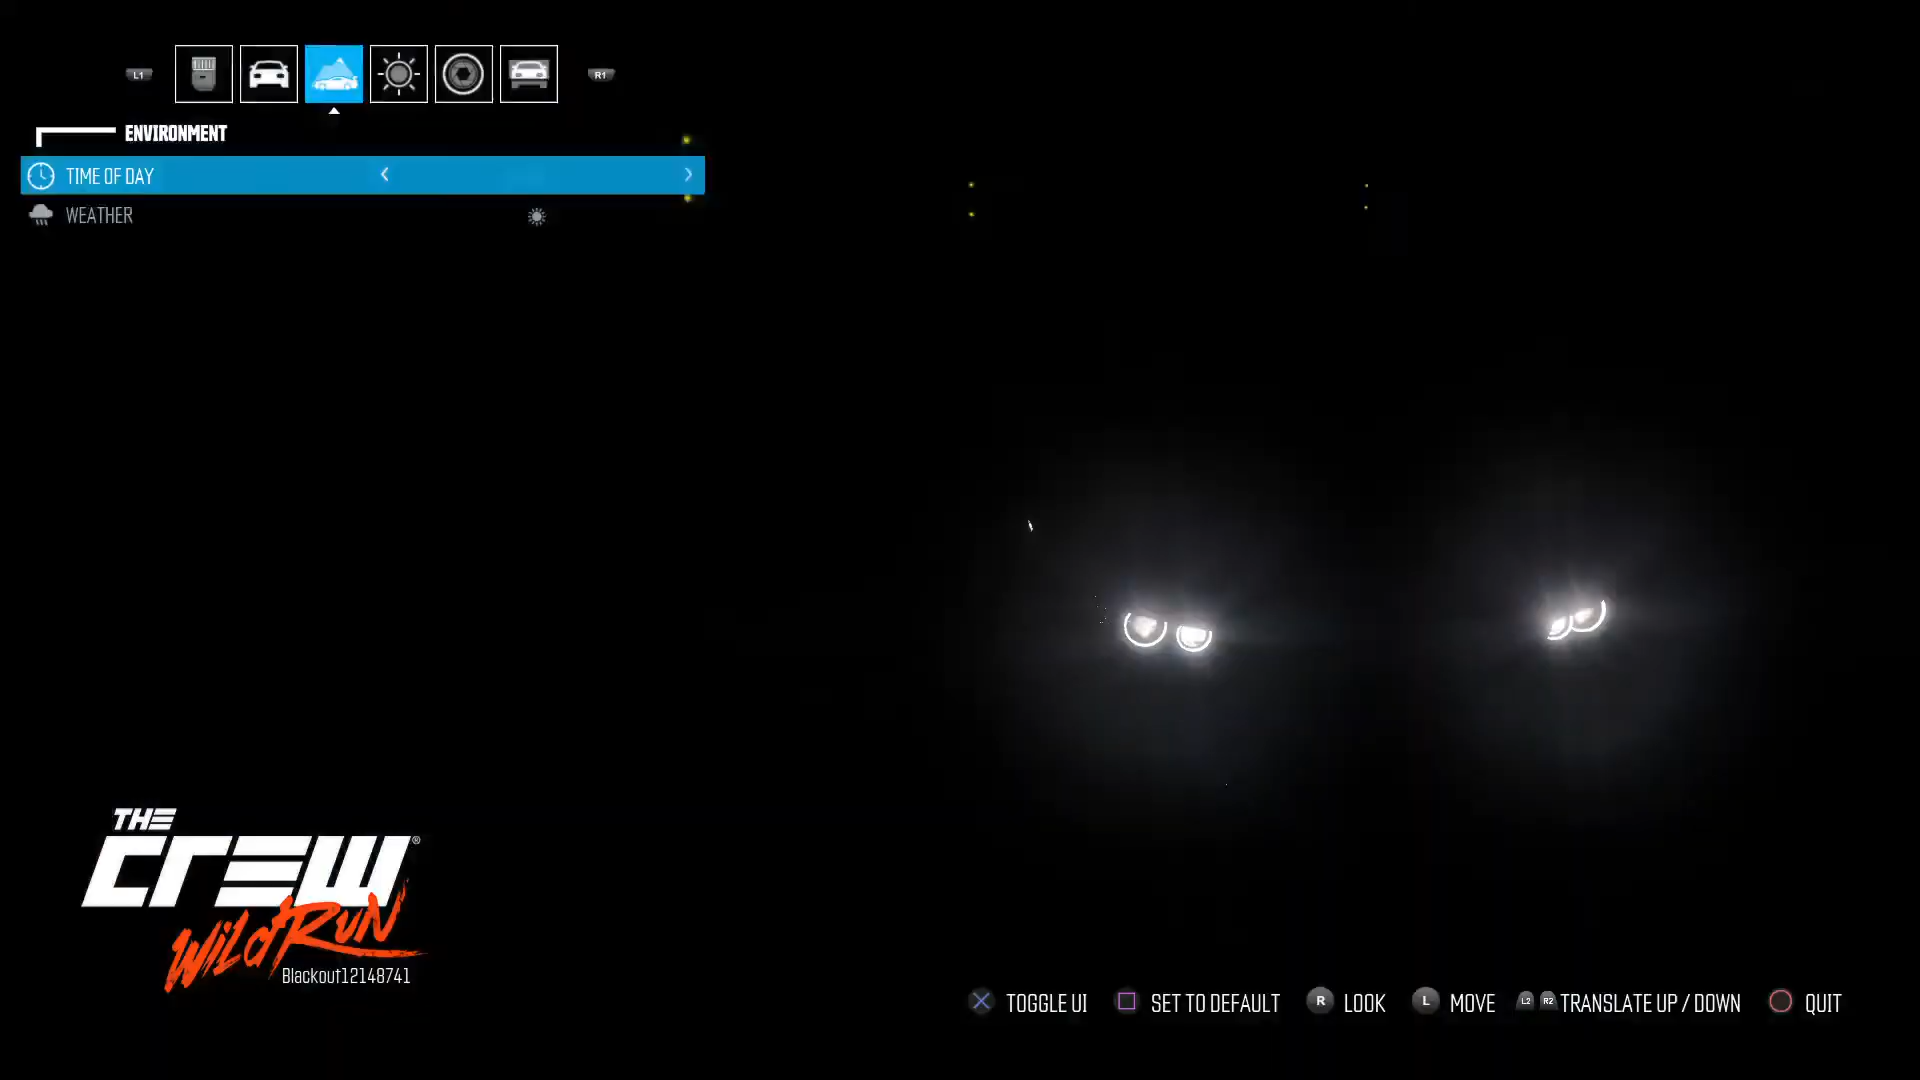 L1
R1
ENVIRONMENT
TIME OF DAY
WEATHER
THE
CREW®
WILD RUN
Blackout12148741
TOGGLE UI
SET TO DEFAULT
R LOOK
L MOVE
L2 R2 TRANSLATE UP / DOWN
QUIT